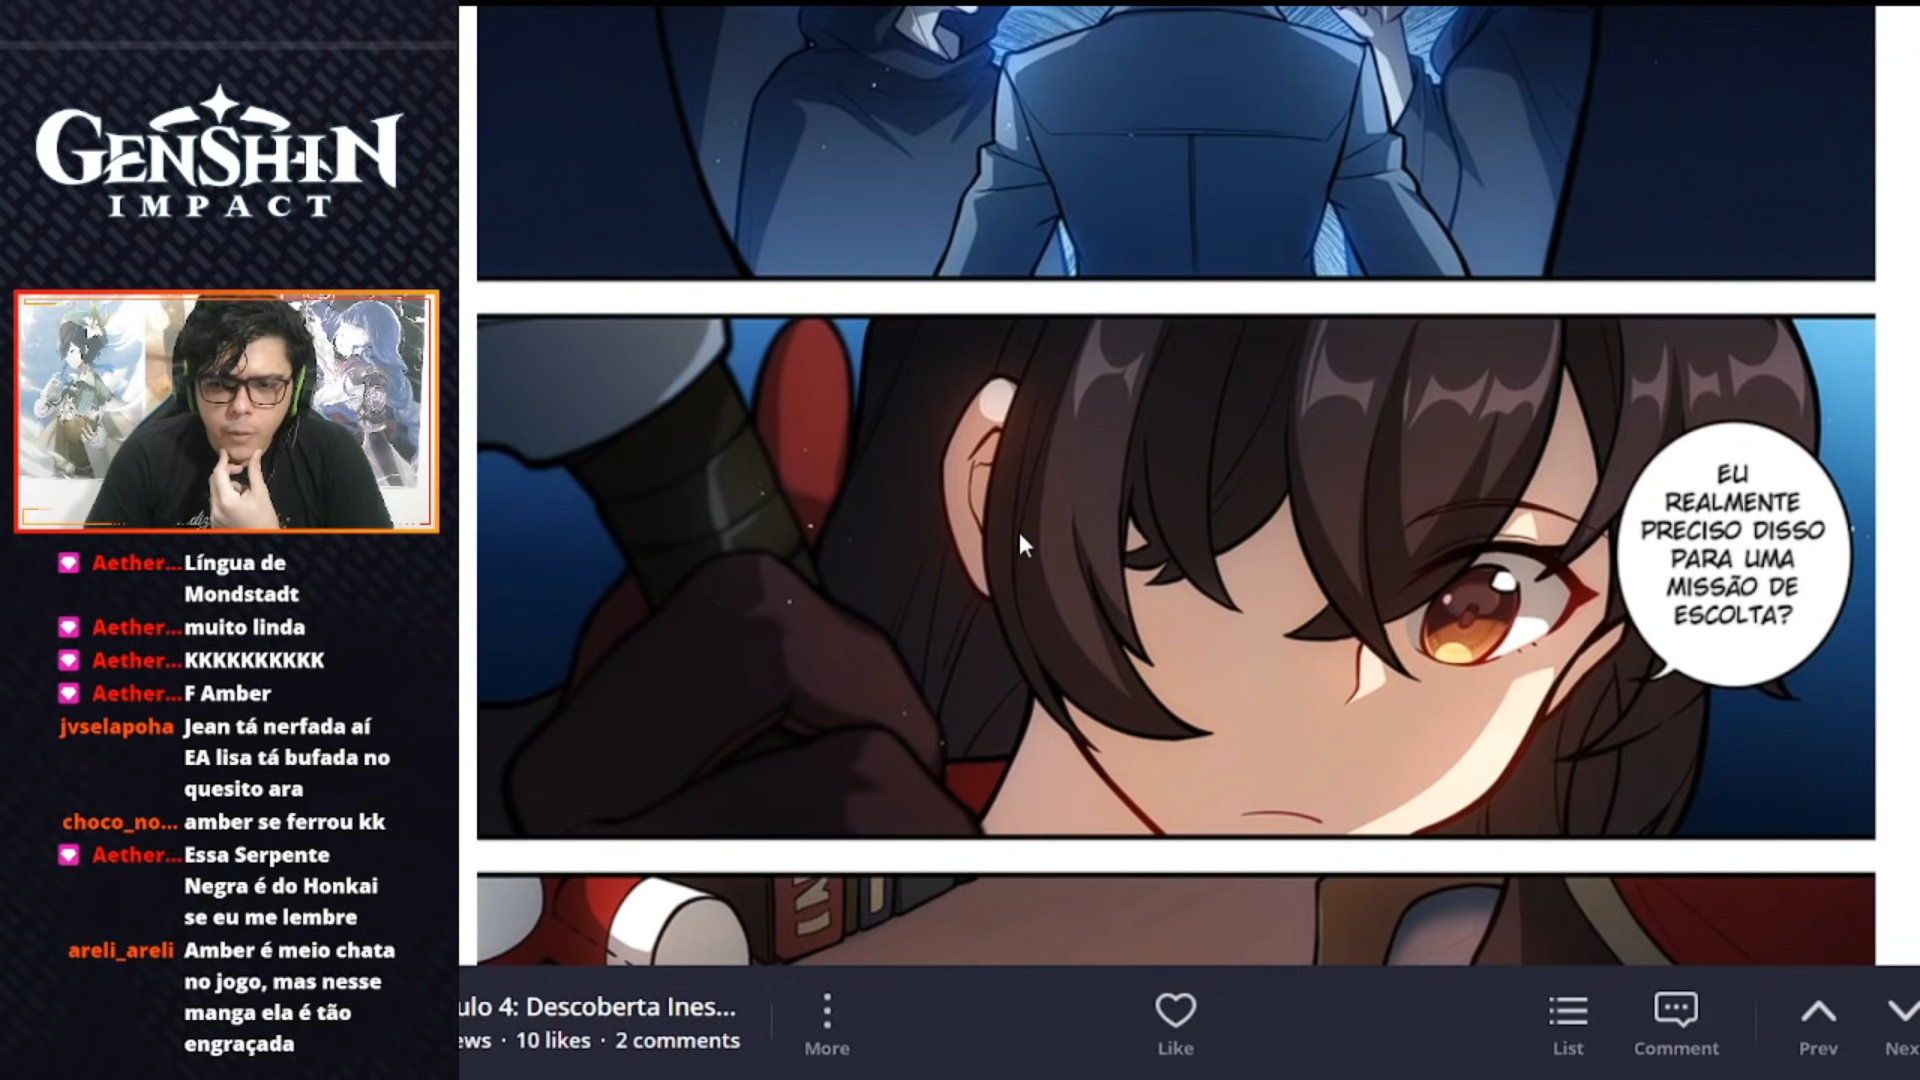 GENSHIN
IMPACT
Aether... Língua de
Mondstadt
Aether... muito linda
Aether... KKKKKKKKKK
Aether... F Amber
jvselapoha Jean tá nerfada aí
EA lisa tá bufada no
quesito ara
choco_no... amber se ferrou kk
Aether... Essa Serpente
Negra é do Honkai
se eu me lembre
areli_areli Amber é meio chata
no jogo, mas nesse
manga ela é tão
engraçada
EU
REALMENTE
PRECISO DISSO
PARA UMA
MISSÃO DE
ESCOLTA?
ulo 4: Descoberta Ines...
ews · 10 likes · 2 comments
More
Like
List
Comment
Prev
Nex